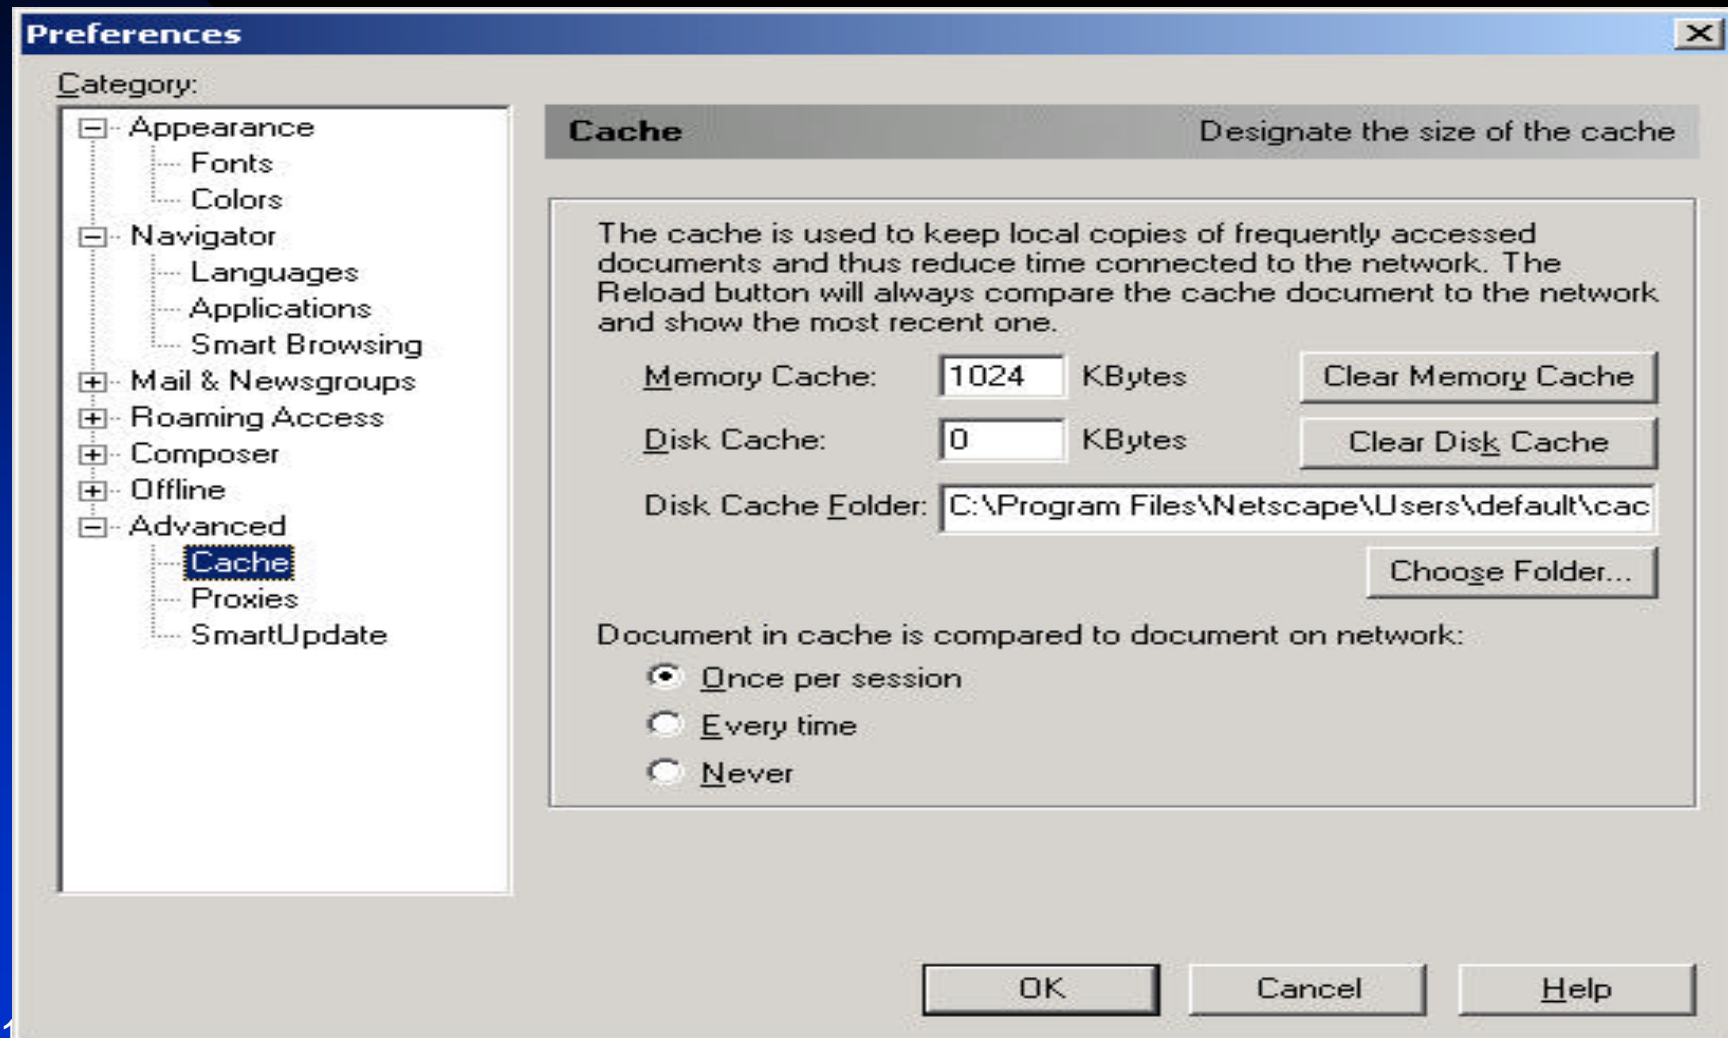 Preferences
Category:
Appearance
Fonts
Colors
Navigator
Languages
Applications
Smart Browsing
Mail & Newsgroups
Roaming Access
Composer
Offline
Advanced
Cache
Proxies
SmartUpdate
Cache Designate the size of the cache
The cache is used to keep local copies of frequently accessed
documents and thus reduce time connected to the network. The
Reload button will always compare the cache document to the network
and show the most recent one.
Memory Cache: 1024 KBytes Clear Memory Cache
Disk Cache: 0 KBytes Clear Disk Cache
Disk Cache Folder: C:\Program Files\Netscape\Users\default\cac
Choose Folder...
Document in cache is compared to document on network:
Once per session
Every time
Never
OK Cancel Help